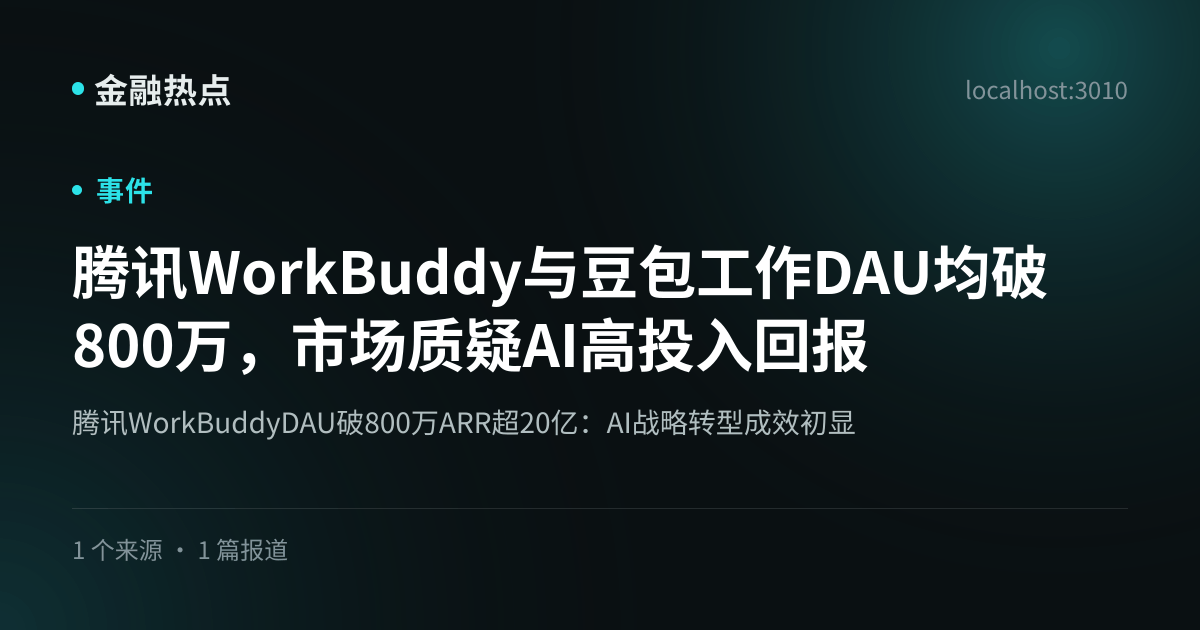 金融热点
localhost:3010
事件
腾讯WorkBuddy与豆包工作DAU均破
800万，市场质疑AI高投入回报
腾讯WorkBuddyDAU破800万ARR超20亿：AI战略转型成效初显
1 个来源 · 1 篇报道